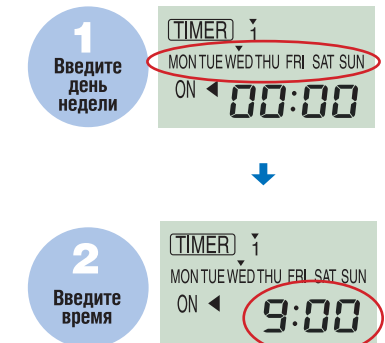 1
Введите
день
недели
TIMER 1
MON TUE WED THU FRI SAT SUN
ON 00:00
2
Введите
время
TIMER 1
MON TUE WED THU FRI SAT SUN
ON 9:00